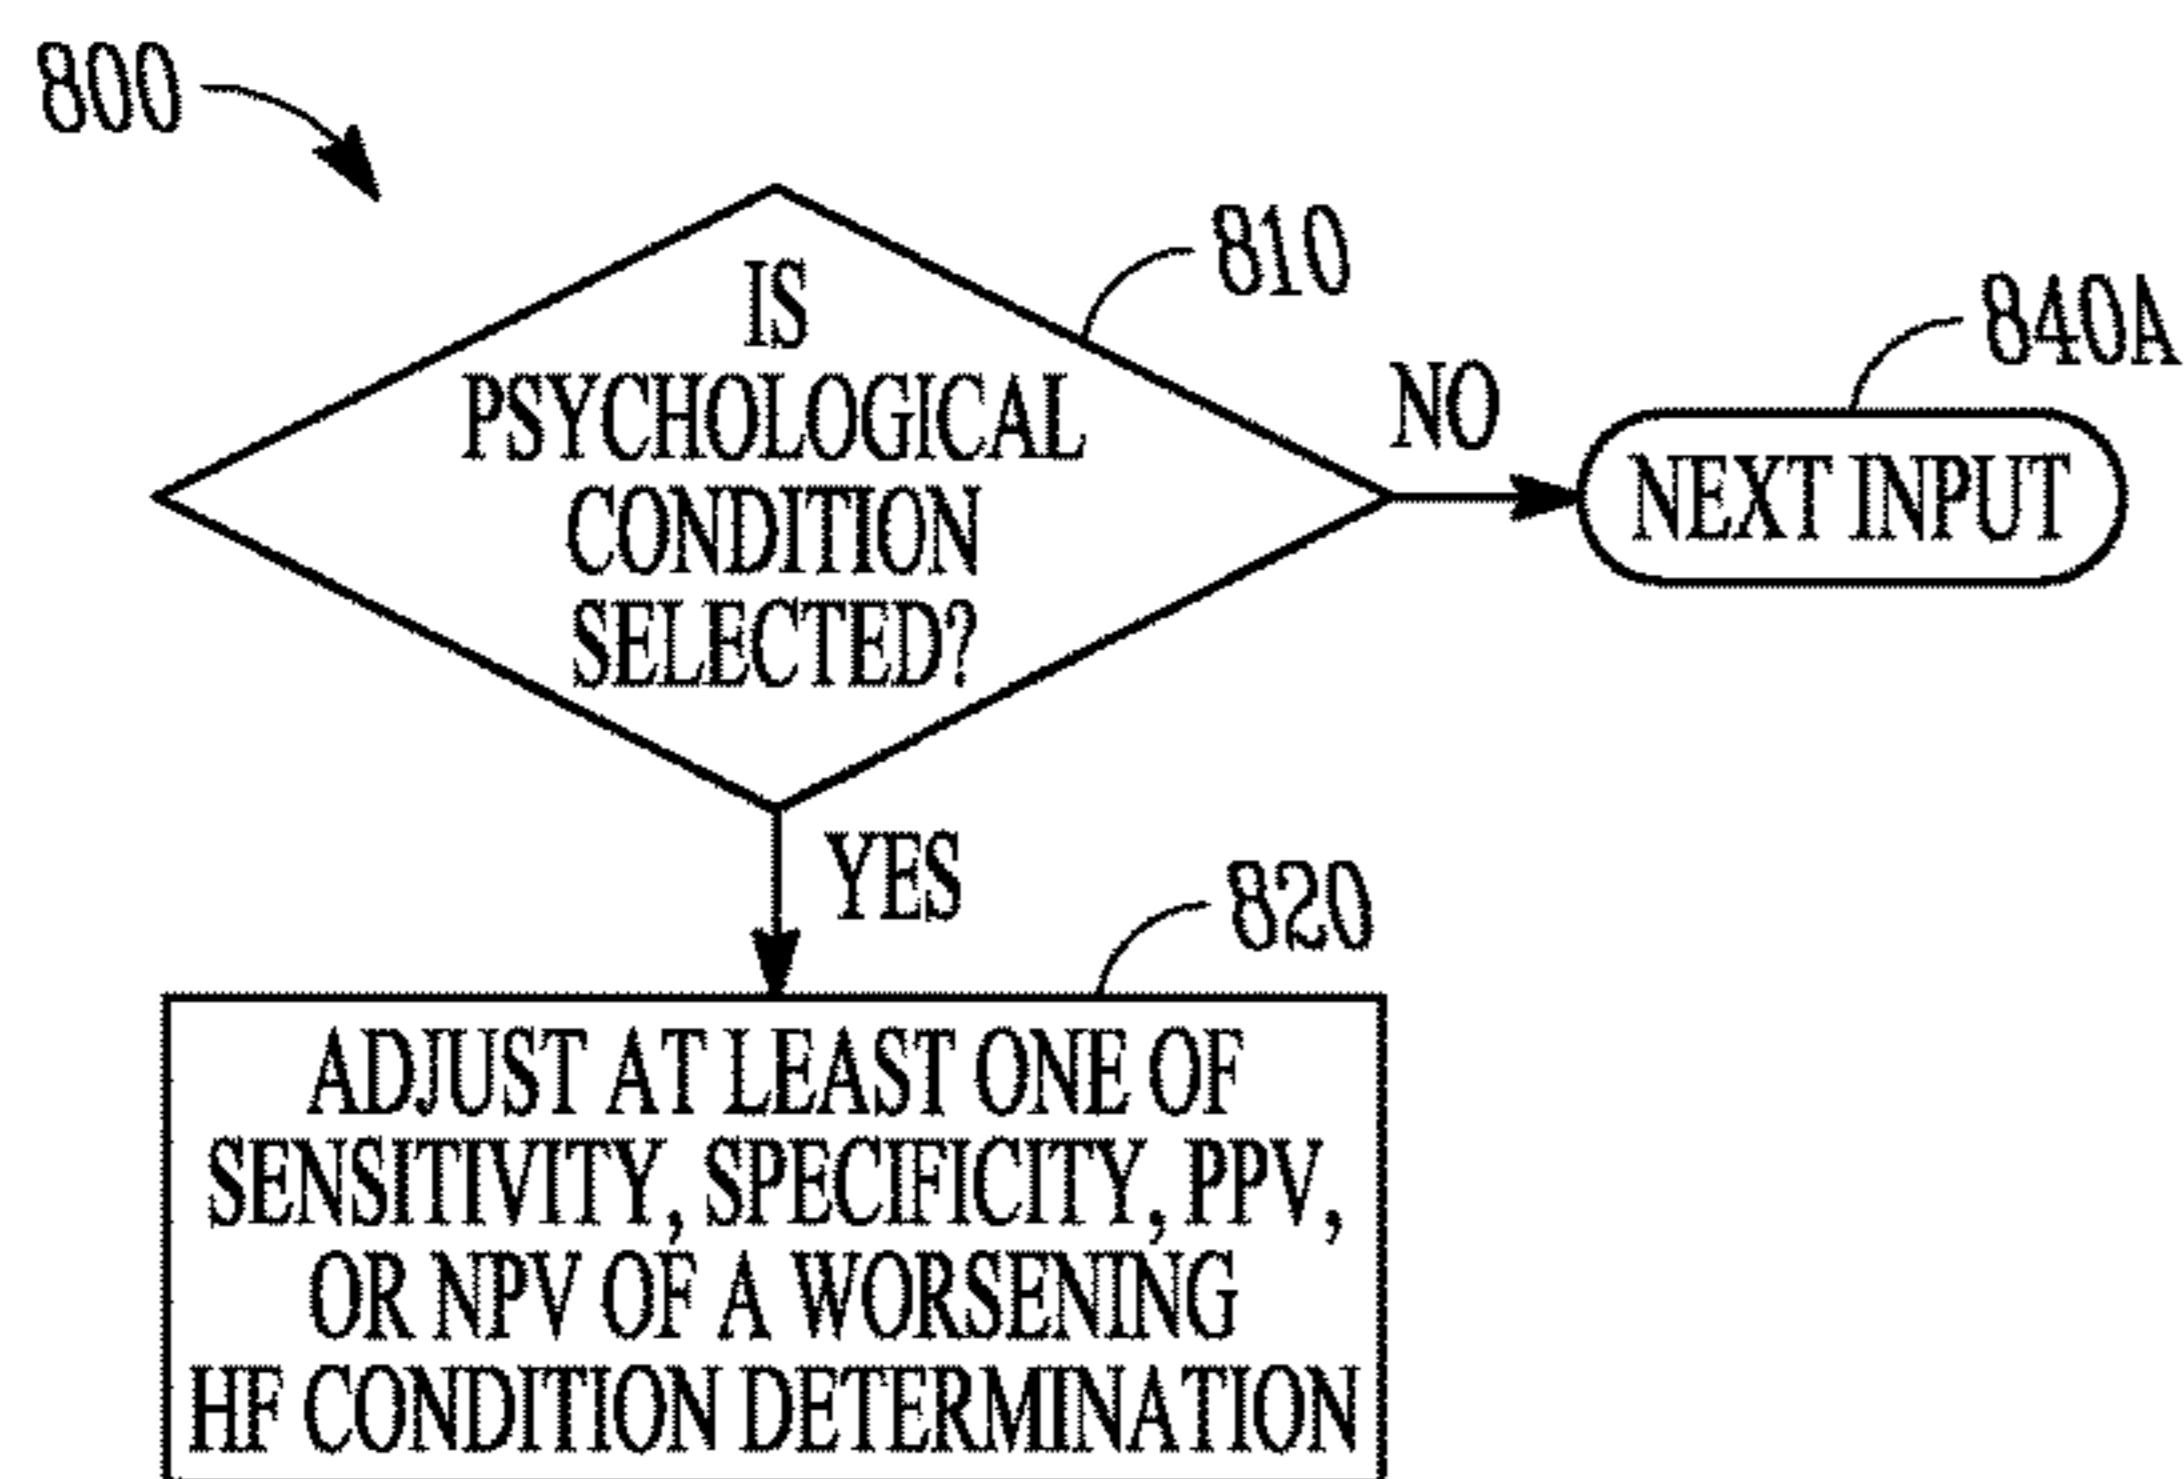 800
IS
PSYCHOLOGICAL
CONDITION
SELECTED?
810
NO
840A
NEXT INPUT
YES
820
ADJUST AT LEAST ONE OF
SENSITIVITY, SPECIFICITY, PPV,
OR NPV OF A WORSENING
HF CONDITION DETERMINATION